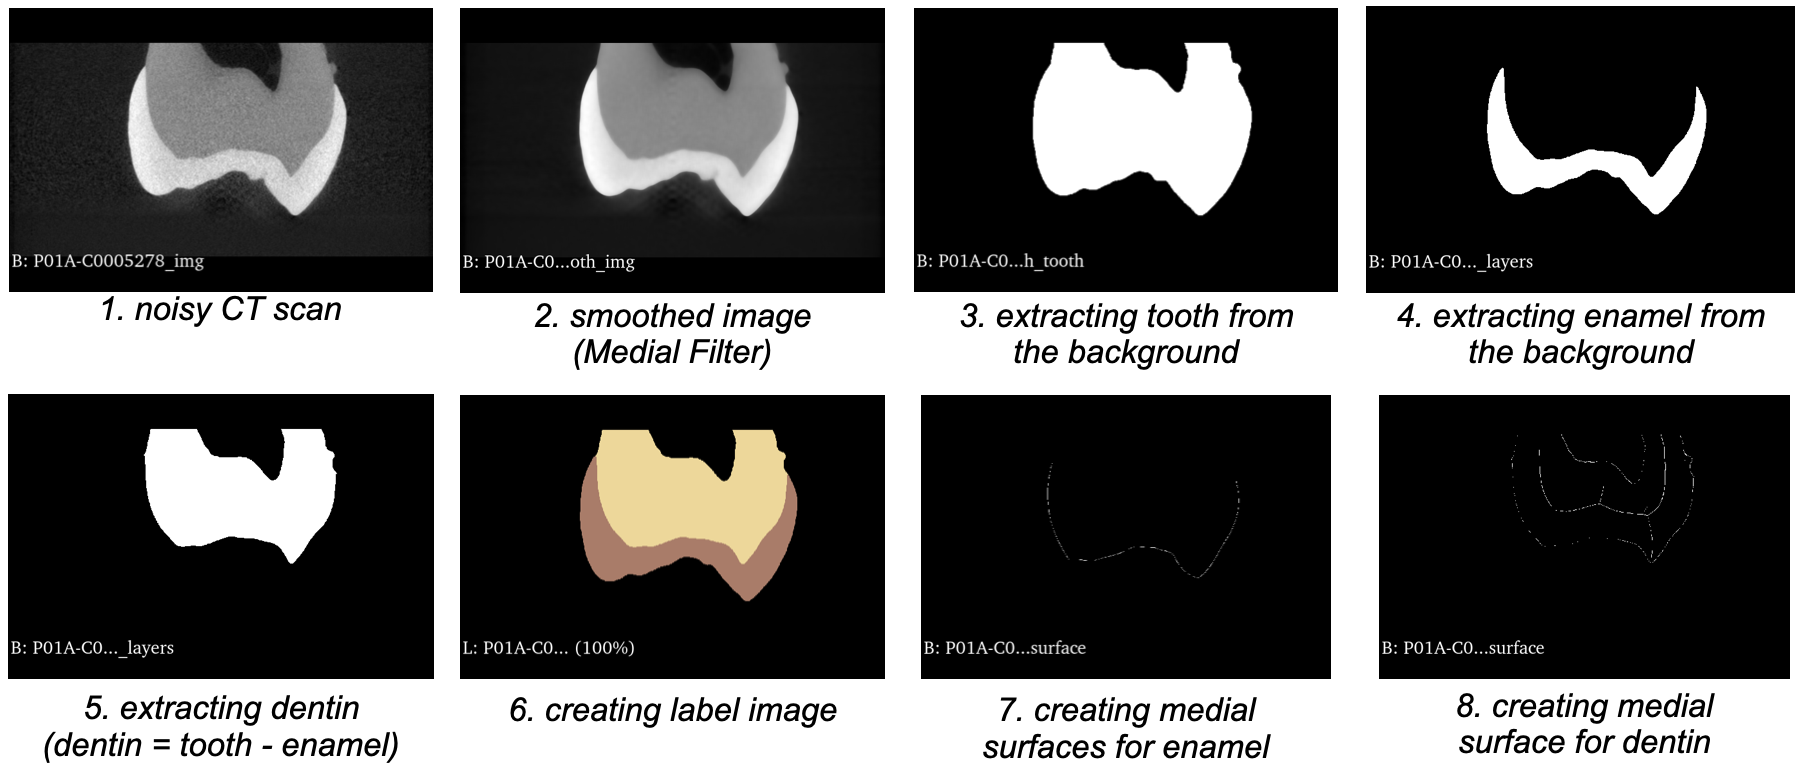 B: P01A-C0005278_img
B: P01A-C0...oth_img
B: P01A-C0...h_tooth
B: P01A-C0..._layers
1. noisy CT scan
2. smoothed image
(Medial Filter)
3. extracting tooth from
the background
4. extracting enamel from
the background
B: P01A-C0..._layers
L: P01A-C0... (100%)
B: P01A-C0...surface
B: P01A-C0...surface
5. extracting dentin
(dentin = tooth - enamel)
6. creating label image
7. creating medial
surfaces for enamel
8. creating medial
surface for dentin